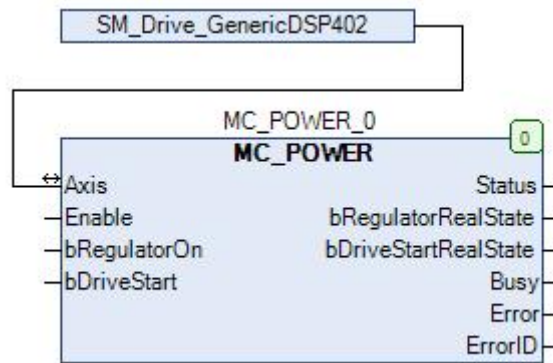 SM_Drive_GenericDSP402
MC_POWER_0
0
MC_POWER
Axis Status
Enable bRegulatorRealState
bRegulatorOn bDriveStartRealState
bDriveStart Busy
Error
ErrorID